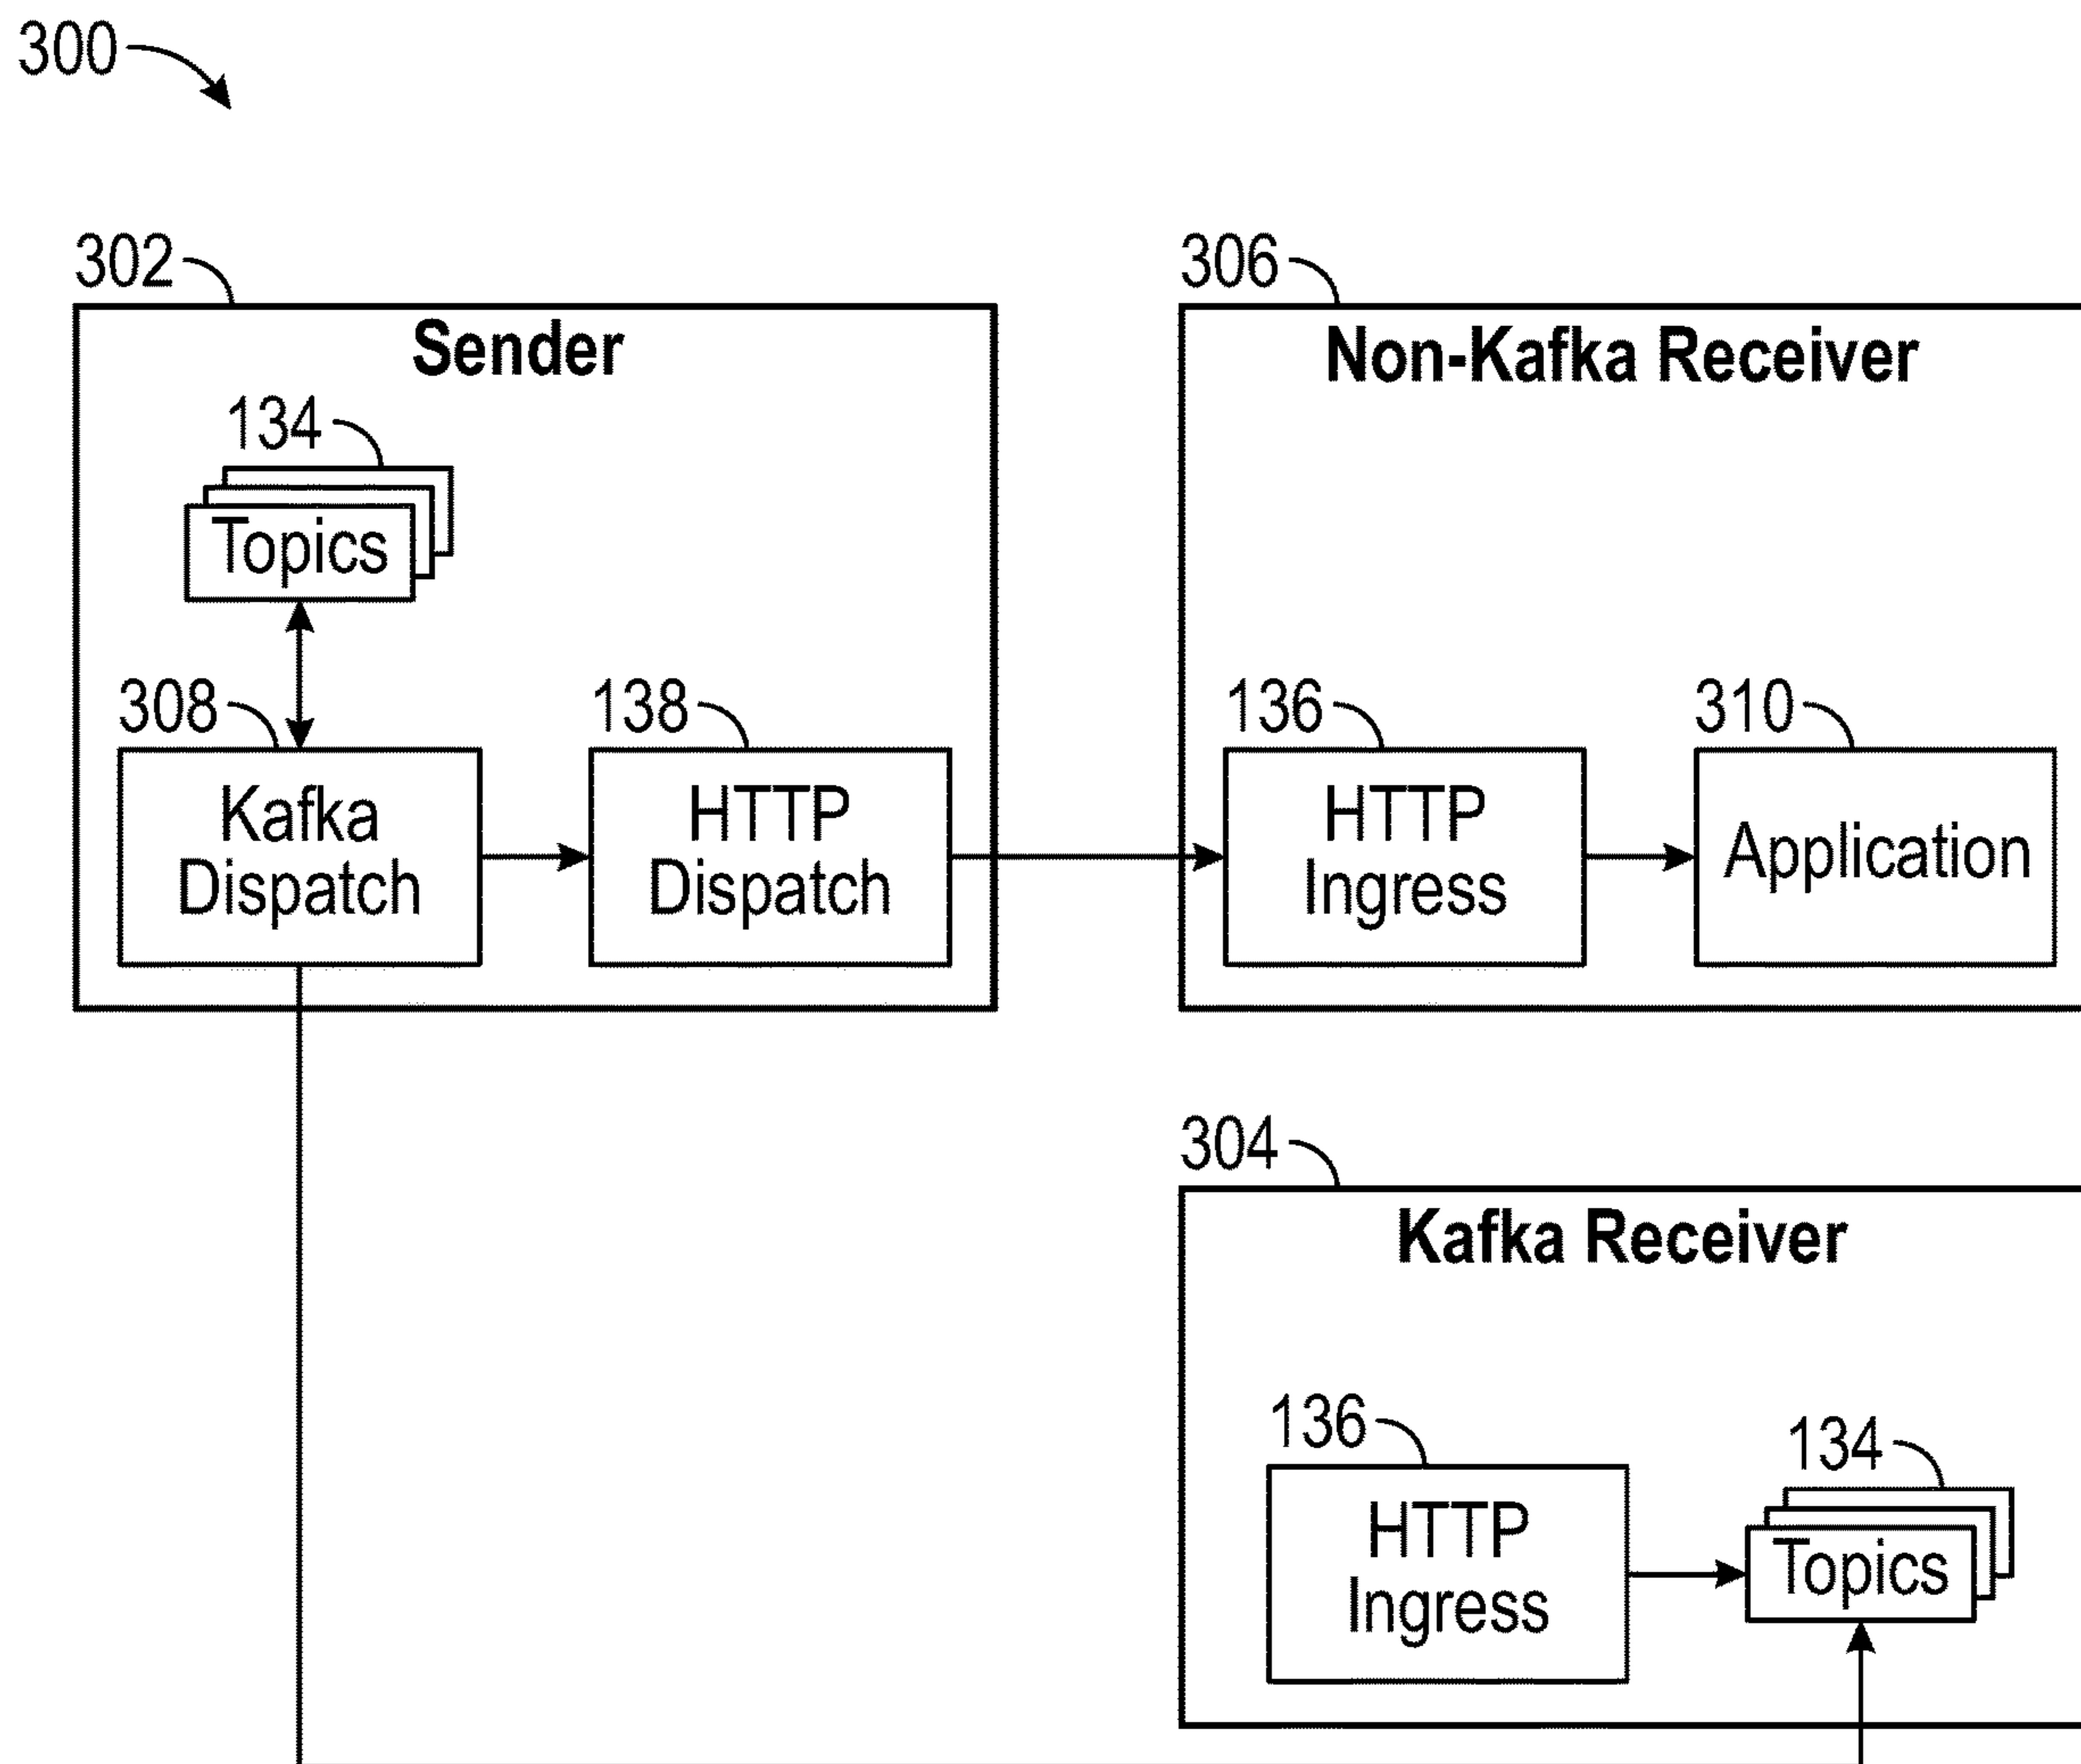 300
302
Sender
134
Topics
308
Kafka
Dispatch
138
HTTP
Dispatch
306
Non-Kafka Receiver
136
HTTP
Ingress
310
Application
304
Kafka Receiver
136
HTTP
Ingress
134
Topics